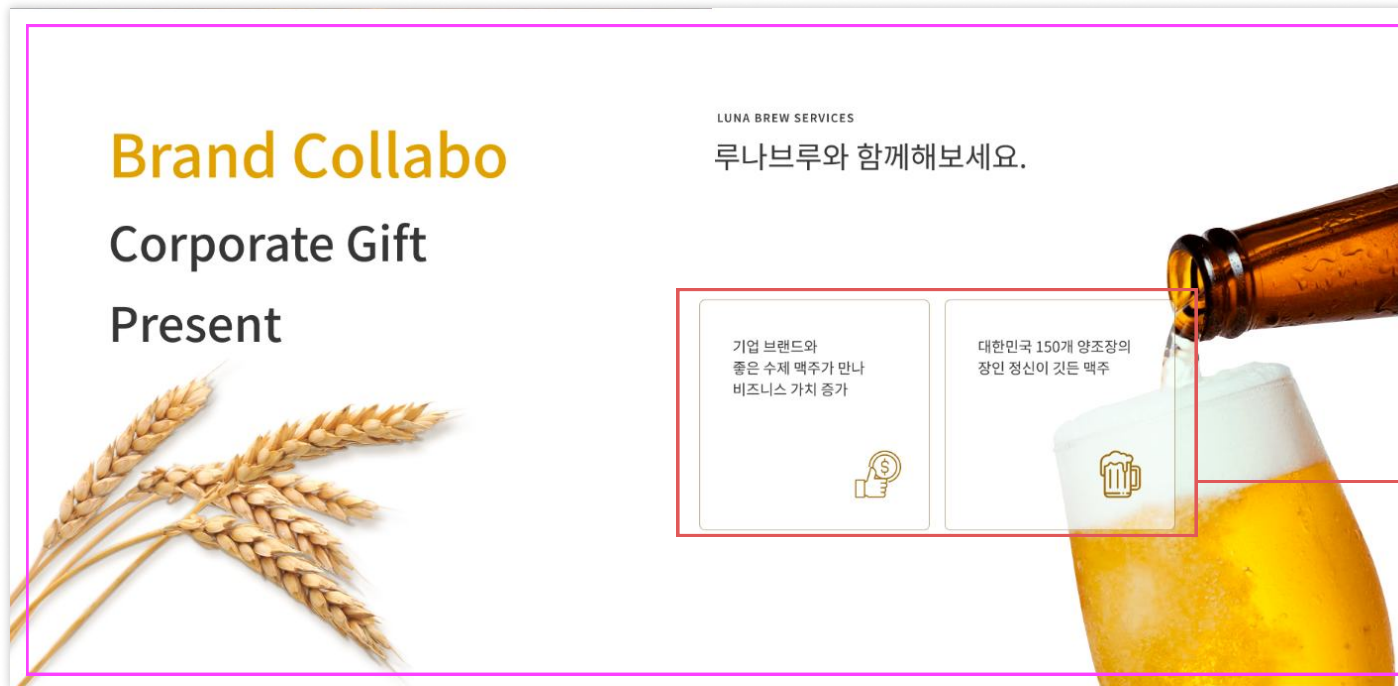 Brand Collabo
Corporate Gift
Present
LUNA BREW SERVICES
루나브루와 함께해보세요.
기업 브랜드와
좋은 수제 맥주가 만나
비즈니스 가치 증가
$
대한민국 150개 양조장의
장인 정신이 깃든 맥주